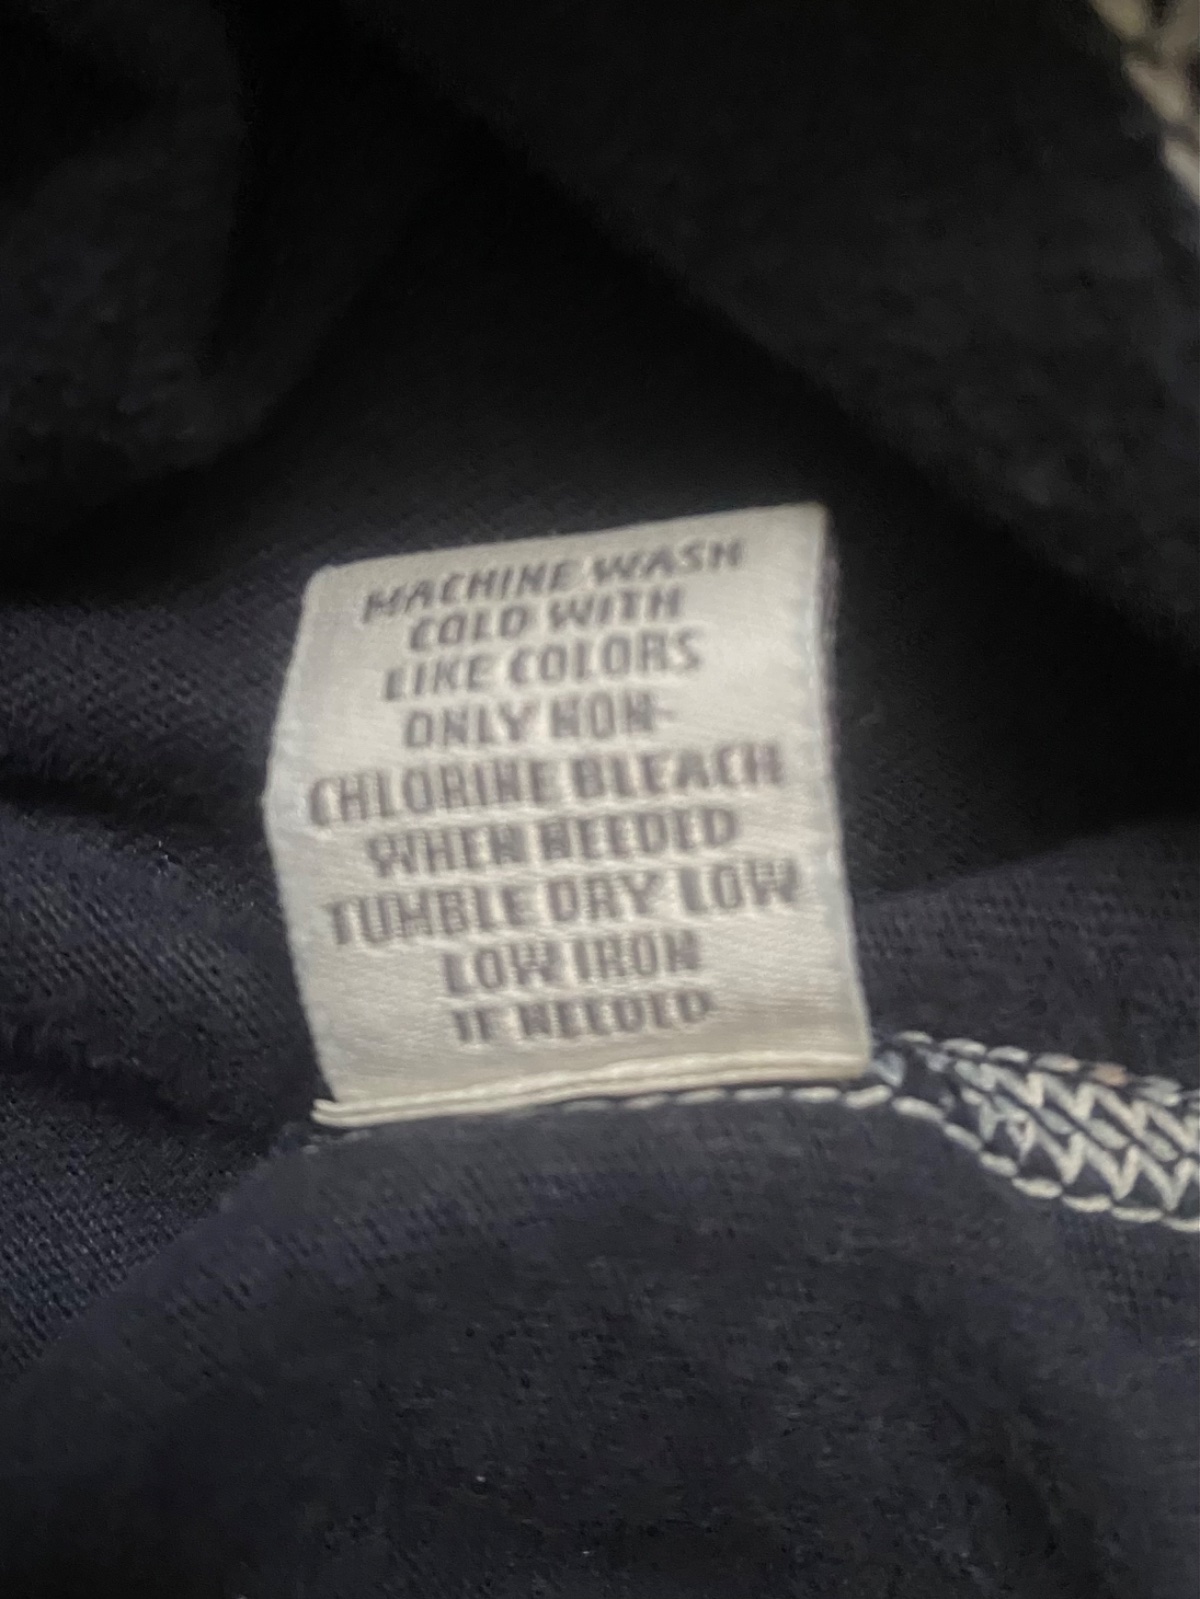 MACHINE WASH
COLD WITH
LIKE COLORS
ONLY NON-
CHLORINE BLEACH
WHEN NEEDED
TUMBLE DRY LOW
LOW IRON
IF NEEDED